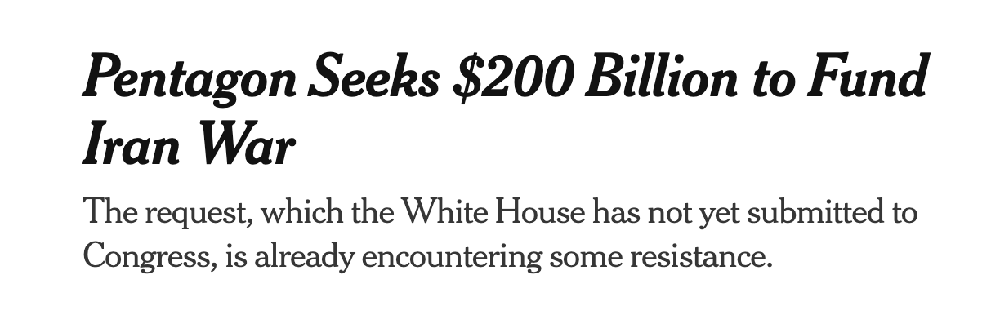 Pentagon Seeks $200 Billion to Fund
Iran War
The request, which the White House has not yet submitted to
Congress, is already encountering some resistance.